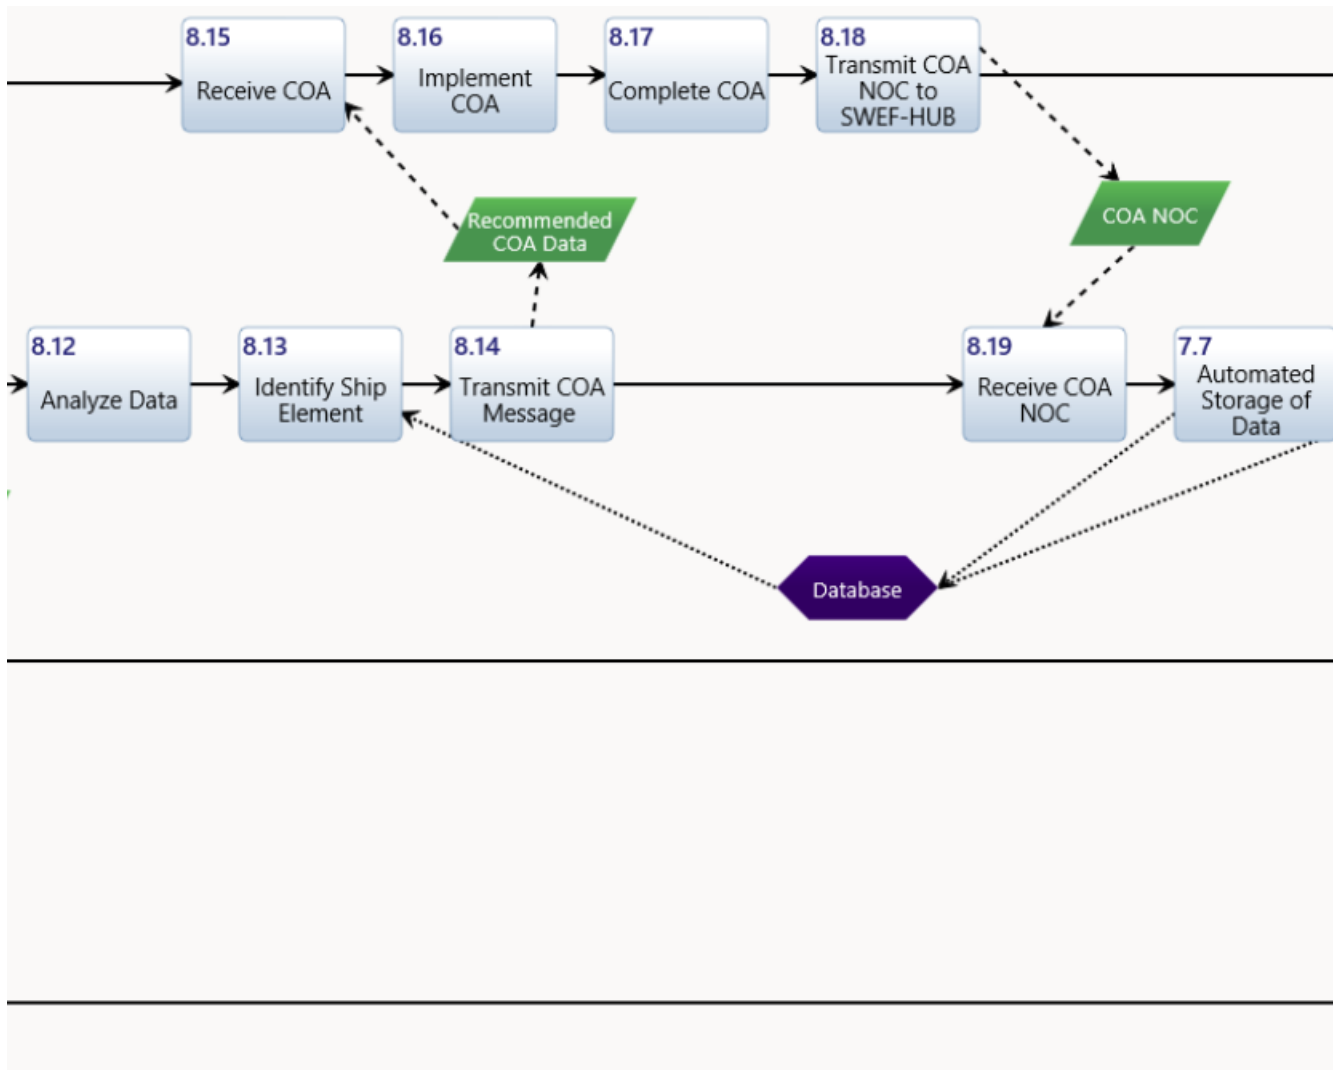 8.15
Receive COA
8.16
Implement
COA
8.17
Complete COA
8.18
Transmit COA
NOC to
SWEF-HUB
Recommended
COA Data
COA NOC
8.12
Analyze Data
8.13
Identify Ship
Element
8.14
Transmit COA
Message
8.19
Receive COA
NOC
7.7
Automated
Storage of
Data
Database